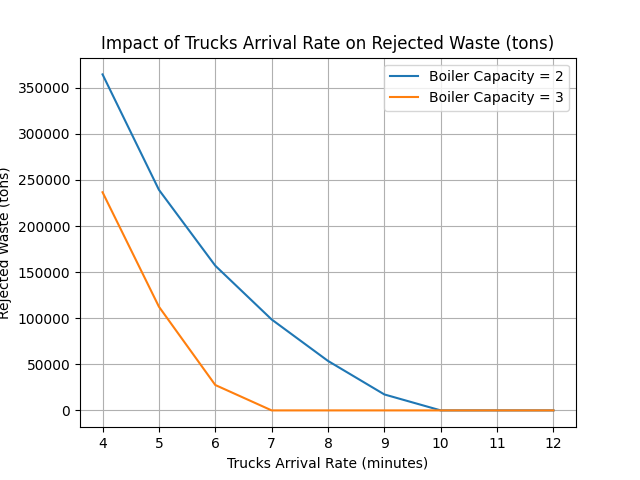 Impact of Trucks Arrival Rate on Rejected Waste (tons)
Boiler Capacity = 2
Boiler Capacity = 3
Rejected Waste (tons)
350000
300000
250000
200000
150000
100000
50000
0
4 5 6 7 8 9 10 11 12
Trucks Arrival Rate (minutes)